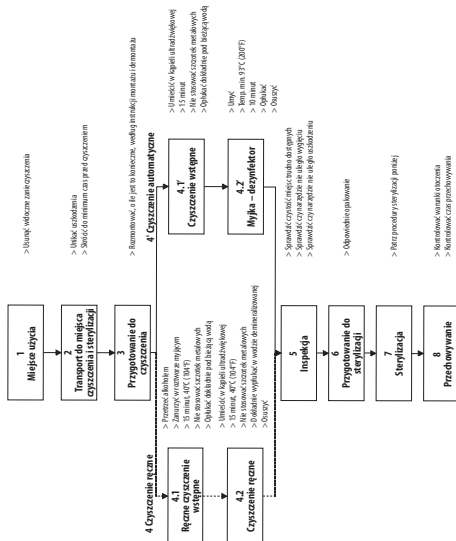 1
Miejsce użycia
> Usunąć widoczne zanieczyszczenia
2
Transport do miejsca
czyszczenia i sterylizacji
> Unikać uszkodzenia
> Skrócić do minimum czas przed czyszczeniem
3
Przygotowanie do
czyszczenia
> Rozmontować, o ile jest to konieczne, według instrukcji montażu i demontażu
4 Czyszczenie ręczne
4.1
Ręczne czyszczenie
wstępne
> Przetrzeć alkoholem
> Zanurzyć w roztworze myjącym
> 15 minut, 40°C (104°F)
> Nie stosować szczotek metalowych
> Opłukać dokładnie pod bieżącą wodą
4.2
Czyszczenie ręczne
> Umieścić w kąpieli ultradźwiękowej
> 15 minut, 40°C (104°F)
> Nie stosować szczotek metalowych
> Dokładnie wypłukać w wodzie demineralizowanej
> Osuszyć
4' Czyszczenie automatyczne
4.1'
Czyszczenie wstępne
> Umieścić w kąpieli ultradźwiękowej
> 15 minut
> Nie stosować szczotek metalowych
> Opłukać dokładnie pod bieżącą wodą
4.2'
Myjka – dezynfektor
> Umyć
> Temp. min. 93°C (200°F)
> 10 minut
> Opłukać
> Osuszyć
5
Inspekcja
> Sprawdzić czystość miejsc trudno dostępnych
> Sprawdzić czy narzędzie nie uległo wygięciu
> Sprawdzić czy narzędzie nie uległo uszkodzeniu
6
Przygotowanie do
sterylizacji
> Odpowiednie opakowanie
7
Sterylizacja
> Patrz procedury sterylizacji poniżej
8
Przechowywanie
> Kontrolować warunki otoczenia
> Kontrolować czas przechowywania